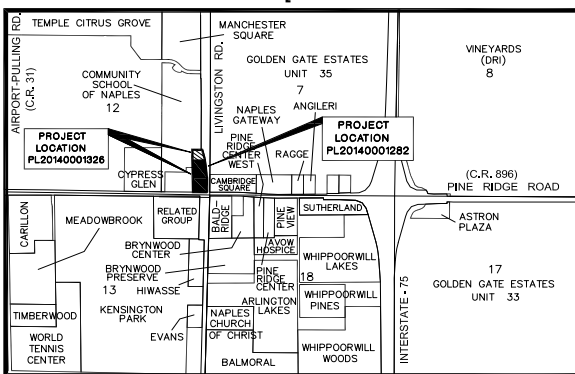 TEMPLE CITRUS GROVE
MANCHESTER
SQUARE
AIRPORT-PULLING RD.
(C.R. 31)
LIVINGSTON RD.
GOLDEN GATE ESTATES
UNIT 35
VINEYARDS
(DRI)
8
COMMUNITY
SCHOOL
OF NAPLES
12
7
ANGILERI
NAPLES
GATEWAY
PROJECT
LOCATION
PL20140001326
PROJECT
LOCATION
PL20140001282
PINE
RIDGE
CENTER
WEST
RAGGE
CYPRESS
GLEN
CAMBRIDGE
SQUARE
(C.R. 896)
PINE RIDGE ROAD
CARILLON
MEADOWBROOK
RELATED
GROUP
BALD-
RIDGE
PINE
VIEW
SUTHERLAND
ASTRON
PLAZA
BRYNWOOD
CENTER
AVOW
HOSPICE
WHIPPOORWILL
LAKES
BRYNWOOD
PRESERVE
13
HIWASSE
PINE
RIDGE
CENTER
18
17
GOLDEN GATE ESTATES
UNIT 33
TIMBERWOOD
KENSINGTON
PARK
ARLINGTON
LAKES
WHIPPOORWILL
PINES
INTERSTATE-75
WORLD
TENNIS
CENTER
EVANS
NAPLES
CHURCH
OF CHRIST
BALMORAL
WHIPPOORWILL
WOODS